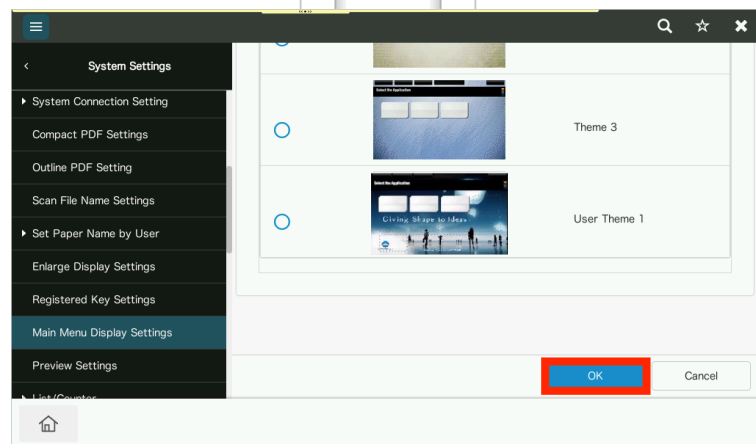 System Settings
System Connection Setting
Compact PDF Settings
Outline PDF Setting
Scan File Name Settings
Set Paper Name by User
Enlarge Display Settings
Registered Key Settings
Main Menu Display Settings
Preview Settings
List/Counter
Select the Application
Theme 3
Select the Application
Giving Shape to Ideas
User Theme 1
OK
Cancel